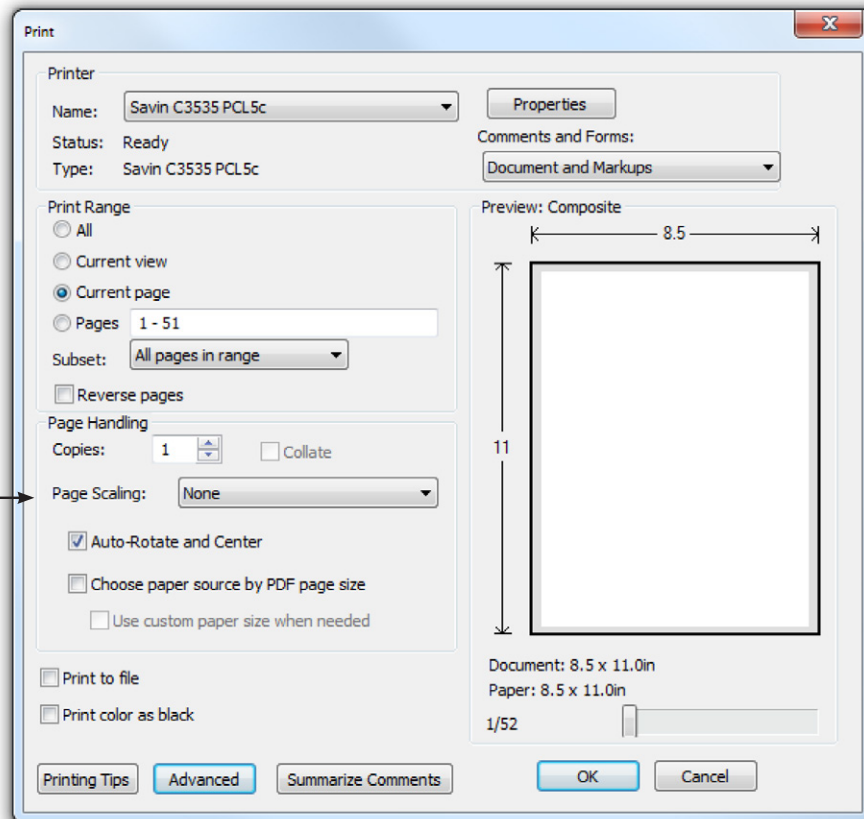 Print
Printer
Name: Savin C3535 PCL5c Properties
Status: Ready Comments and Forms:
Type: Savin C3535 PCL5c Document and Markups
Print Range
All
Current view
Current page
Pages 1 - 51
Subset: All pages in range
Reverse pages
Page Handling
Copies: 1 Collate
Page Scaling: None
Auto-Rotate and Center
Choose paper source by PDF page size
Use custom paper size when needed
Print to file
Print color as black
Preview: Composite
8.5
11
Document: 8.5 x 11.0in
Paper: 8.5 x 11.0in
1/52
Printing Tips Advanced Summarize Comments OK Cancel